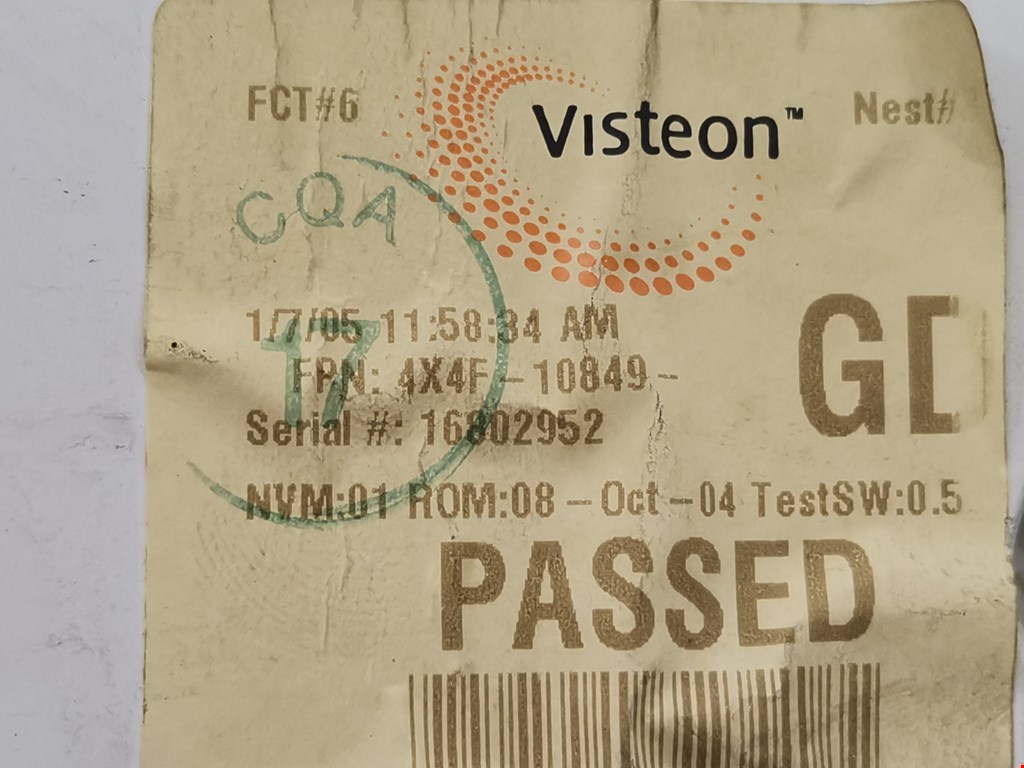 FCT#6
Visteon™
Nest#
CQA
17
1/7/05 11:58:34 AM
FPN: 4X4F-10849-
GD
Serial #: 16802952
NVM:01 ROM:08-Oct-04 TestSW:0.5
PASSED